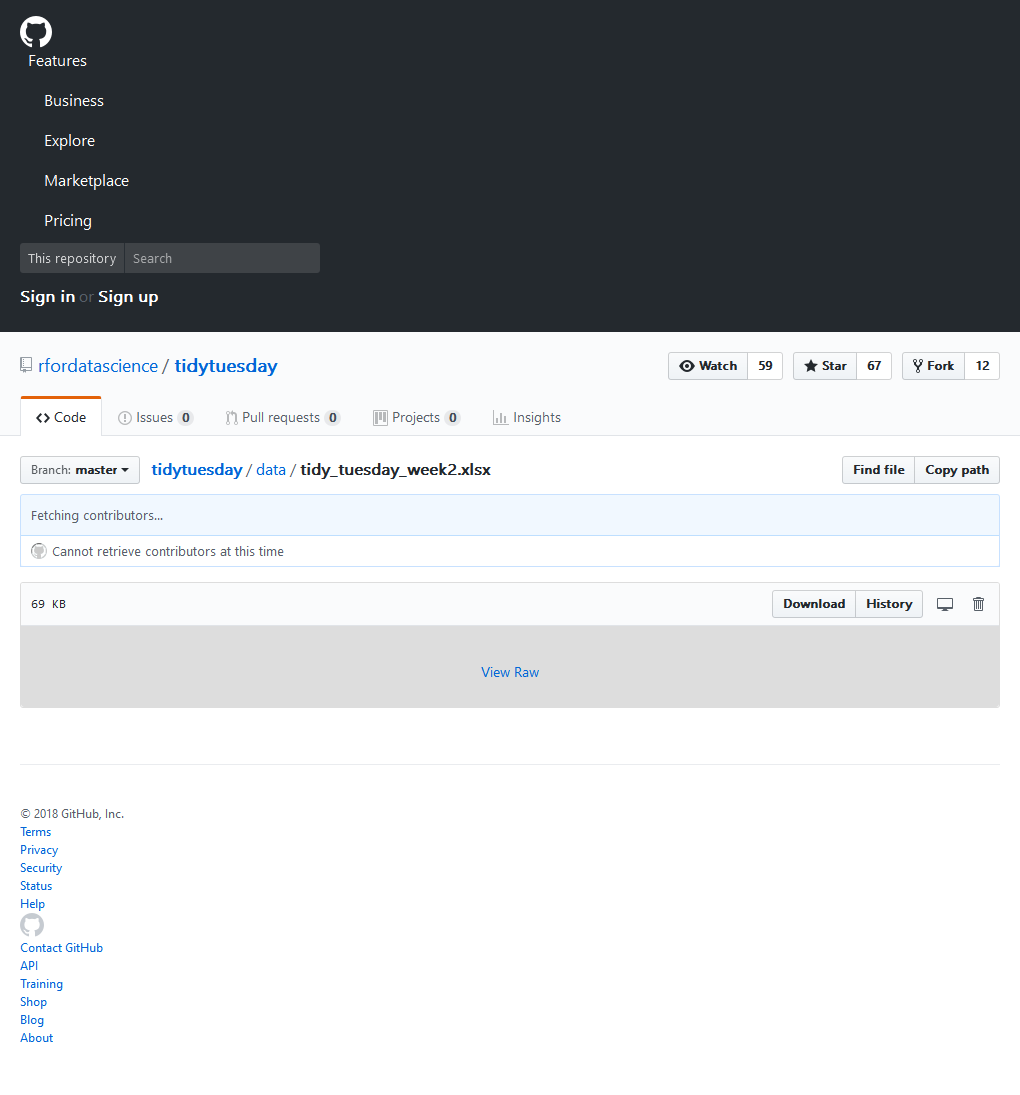 Features
Business
Explore
Marketplace
Pricing
This repository Search
Sign in or Sign up
rfordatascience / tidytuesday Watch 59 Star 67 Fork 12
Code Issues 0 Pull requests 0 Projects 0 Insights
Branch: master tidytuesday / data / tidy_tuesday_week2.xlsx Find file Copy path
Fetching contributors...
Cannot retrieve contributors at this time
69 KB Download History
View Raw
© 2018 GitHub, Inc.
Terms
Privacy
Security
Status
Help
Contact GitHub
API
Training
Shop
Blog
About